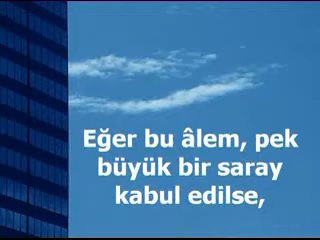 Eğer bu âlem, pek
büyük bir saray
kabul edilse,